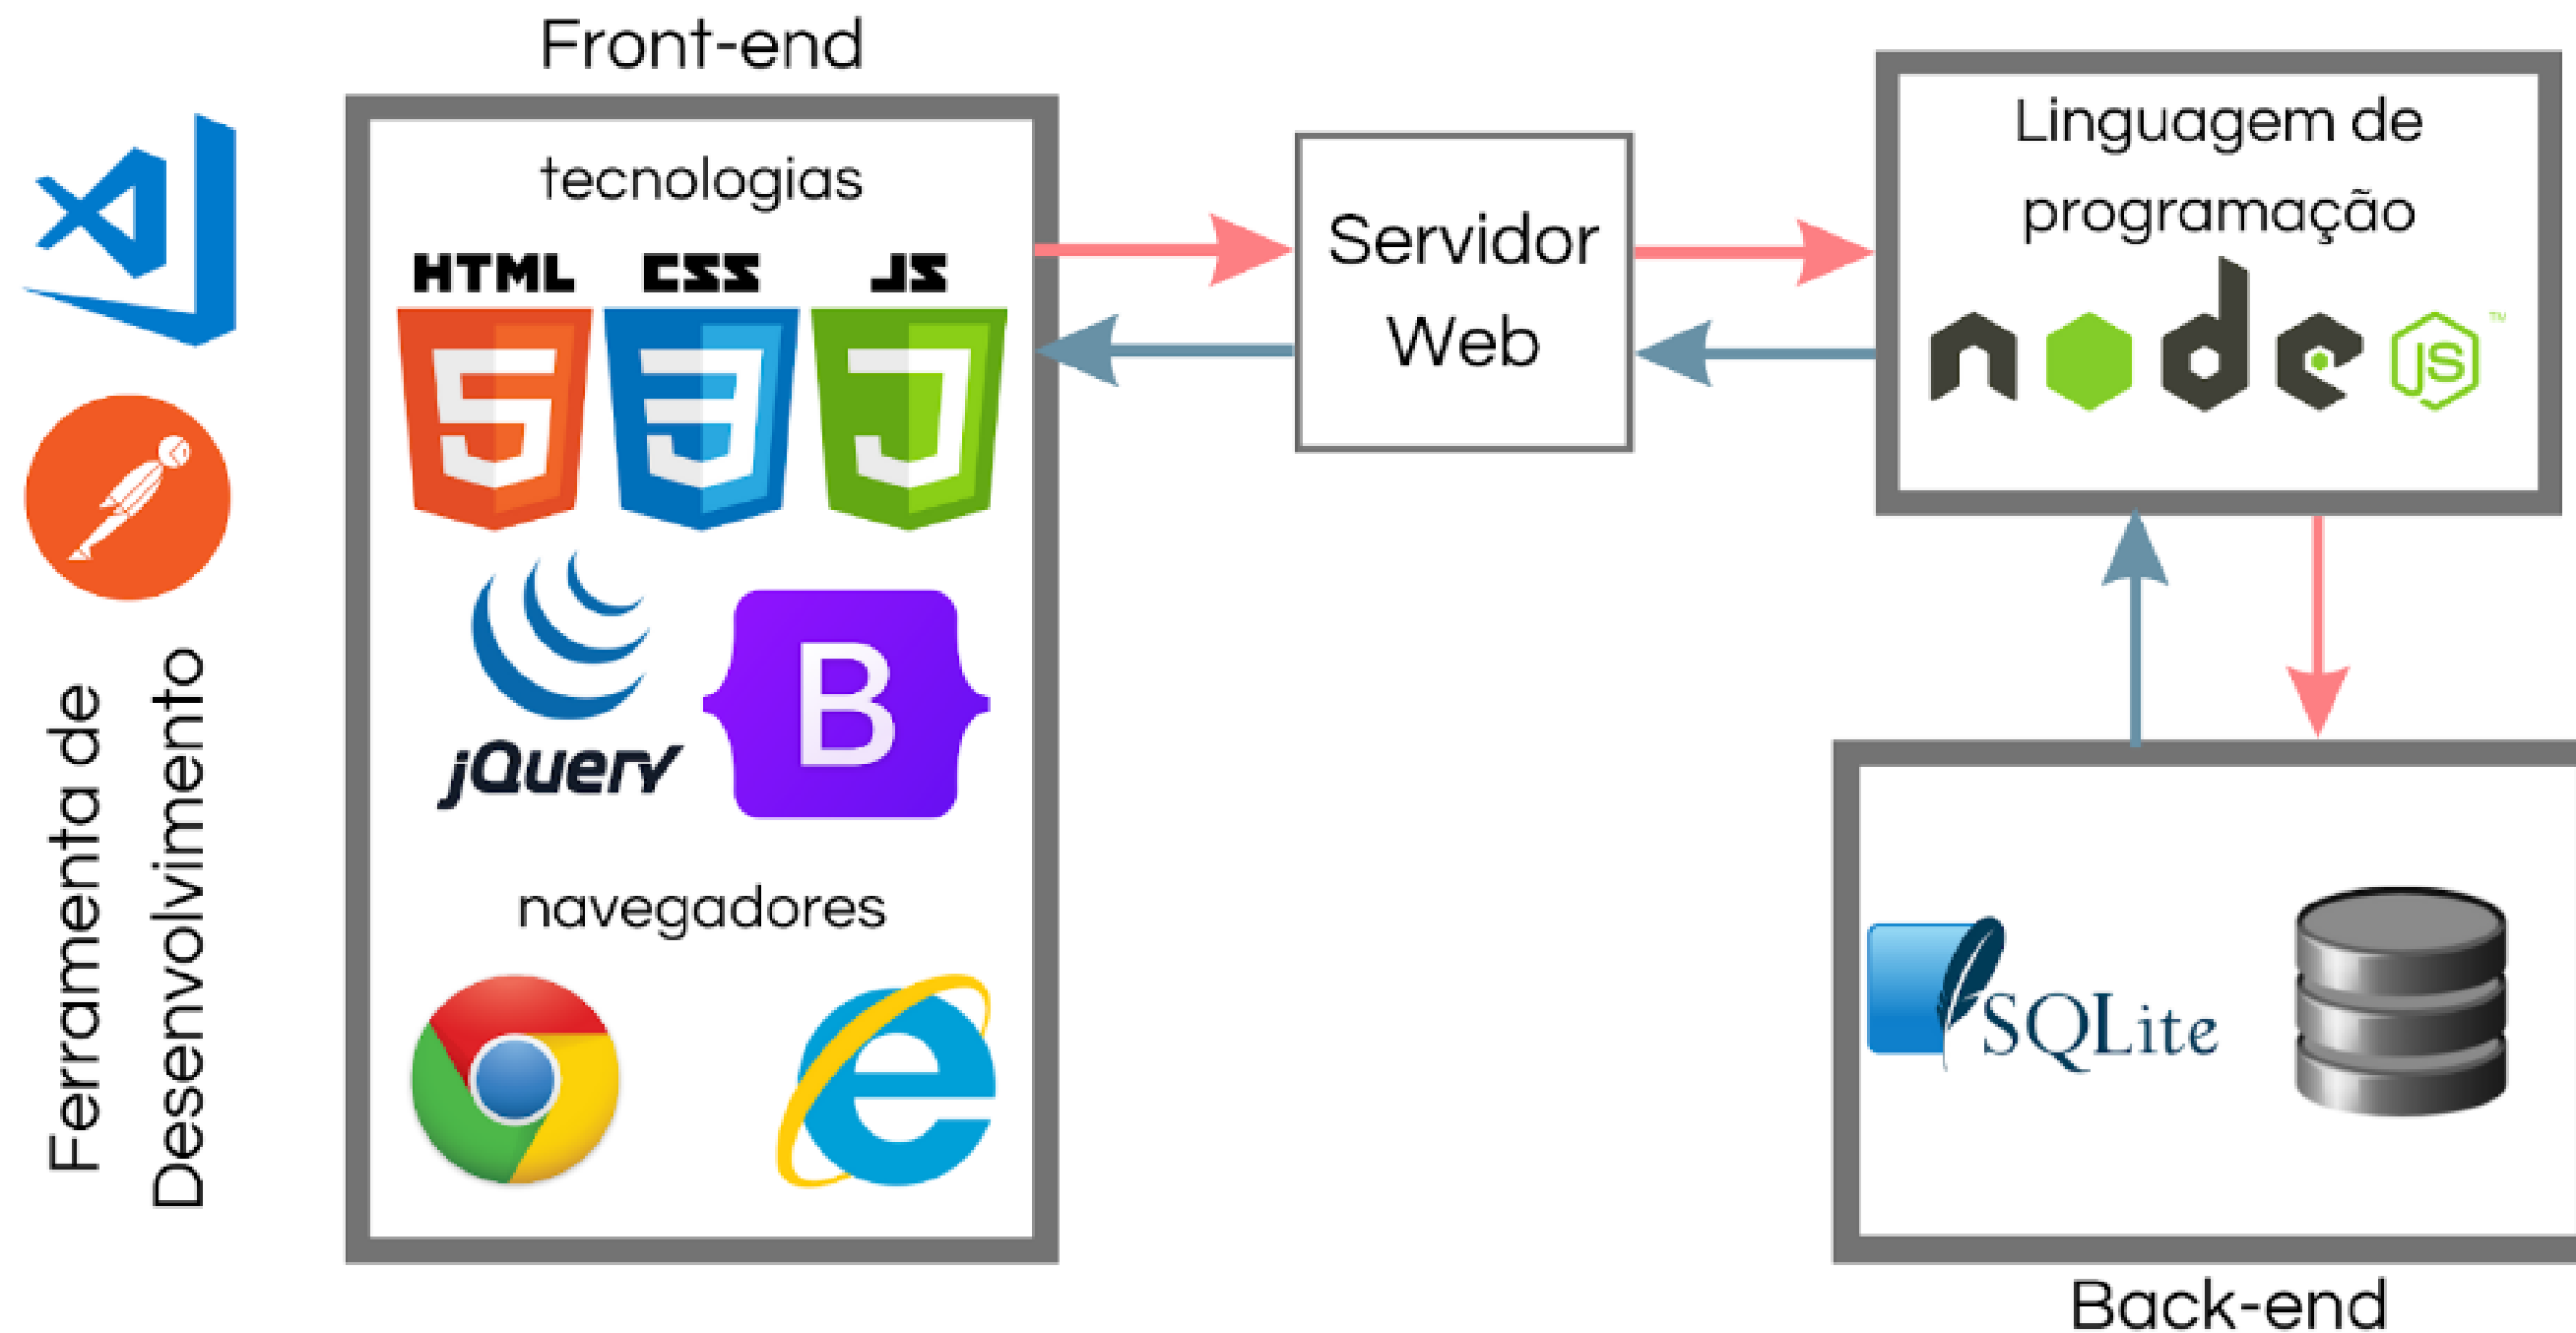 Front-end
tecnologias
HTML CSS JS
jQuery
B
navegadores
Ferramenta de
Desenvolvimento
Servidor
Web
Linguagem de
programação
node JS ™
SQLite
Back-end